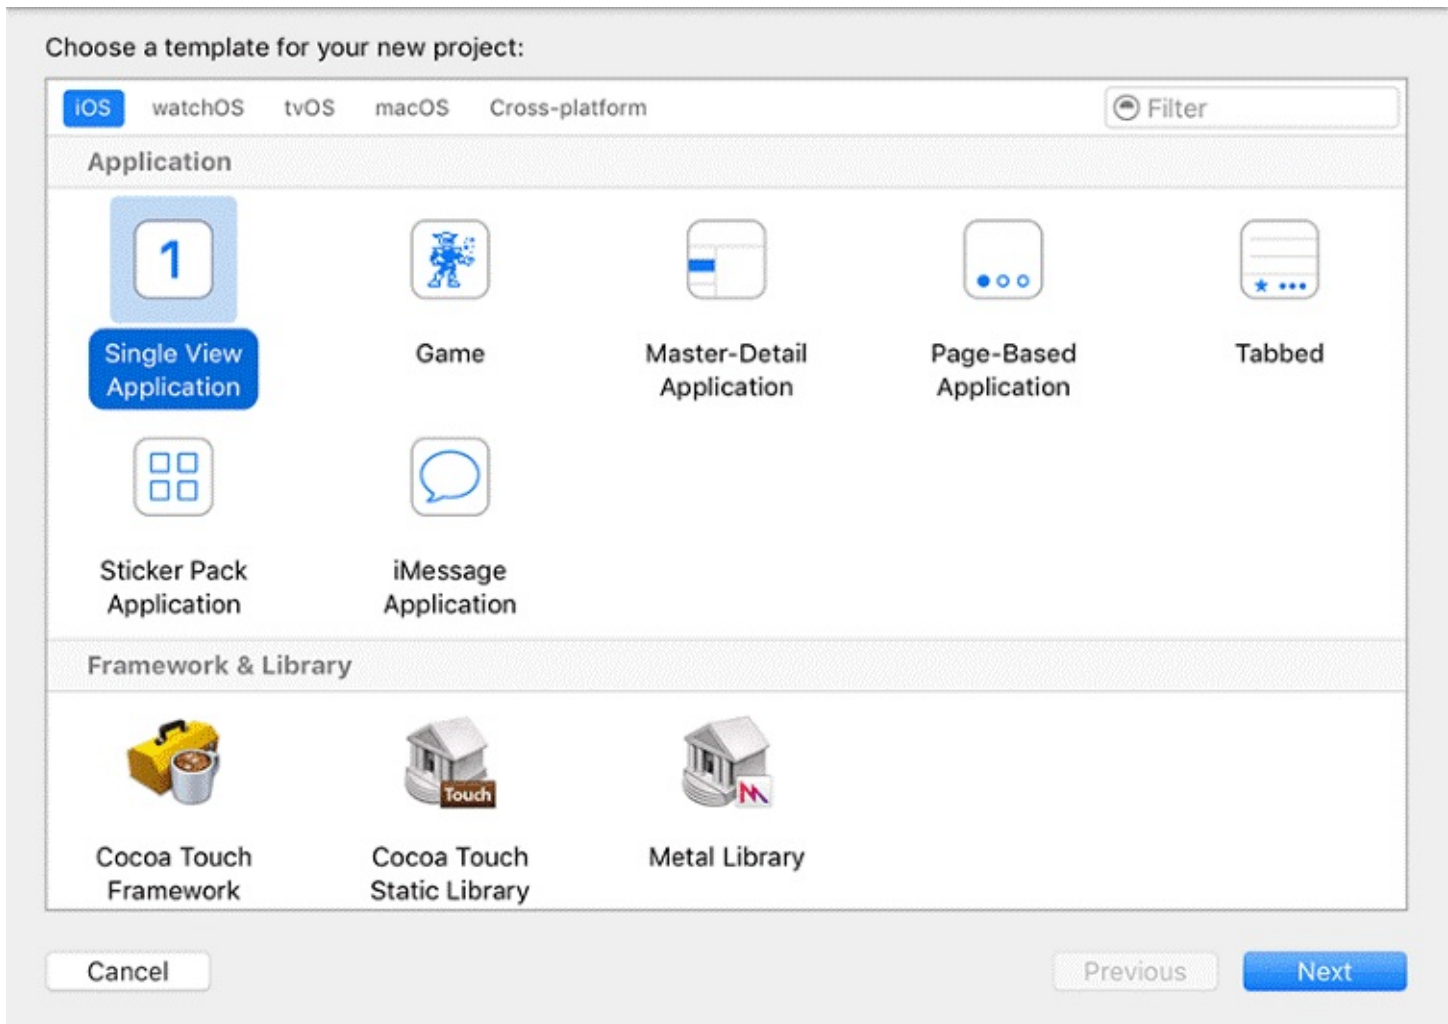 Choose a template for your new project:
iOS watchOS tvOS macOS Cross-platform Filter
Application
1
Single View
Application
Game
Master-Detail
Application
Page-Based
Application
Tabbed
Sticker Pack
Application
iMessage
Application
Framework & Library
Touch
Cocoa Touch
Framework
Cocoa Touch
Static Library
Metal Library
Cancel Previous Next